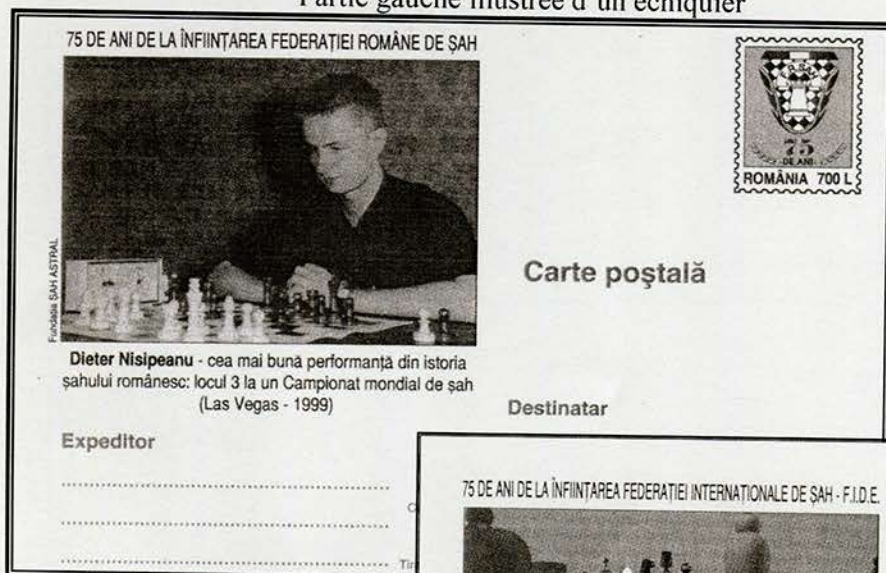 Partie gauche illustrée d'un échiquier
75 DE ANI DE LA ÎNFIINȚAREA FEDERAȚIEI ROMÂNE DE ȘAH
75
DE ANI
ROMÂNIA 700 L
Fundația ȘAH ASTRAL
Carte poștală
Dieter Nisipeanu - cea mai bună performanță din istoria
șahului românesc: locul 3 la un Campionat mondial de șah
(Las Vegas - 1999)
Destinatar
Expeditor
75 DE ANI DE LA ÎNFIINȚAREA FEDERAȚIEI INTERNAȚIONALE DE ȘAH - F.I.D.E.